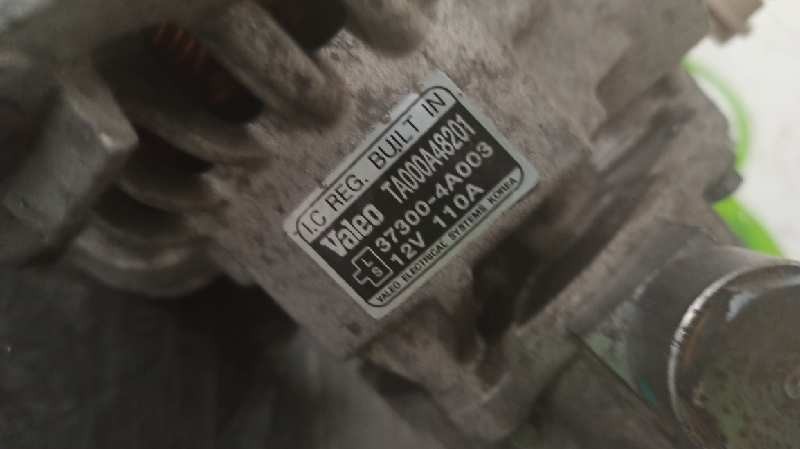 I.C REG. BUILT IN
Valeo TA000A48201
37300-4A003
L
S
12V 110A
VALEO ELECTRICAL SYSTEMS KOREA